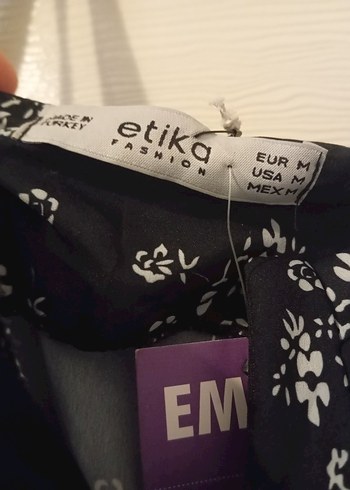 MADE IN
TURKEY
etika
FASHION
EUR M
USA M
MEX M
EM